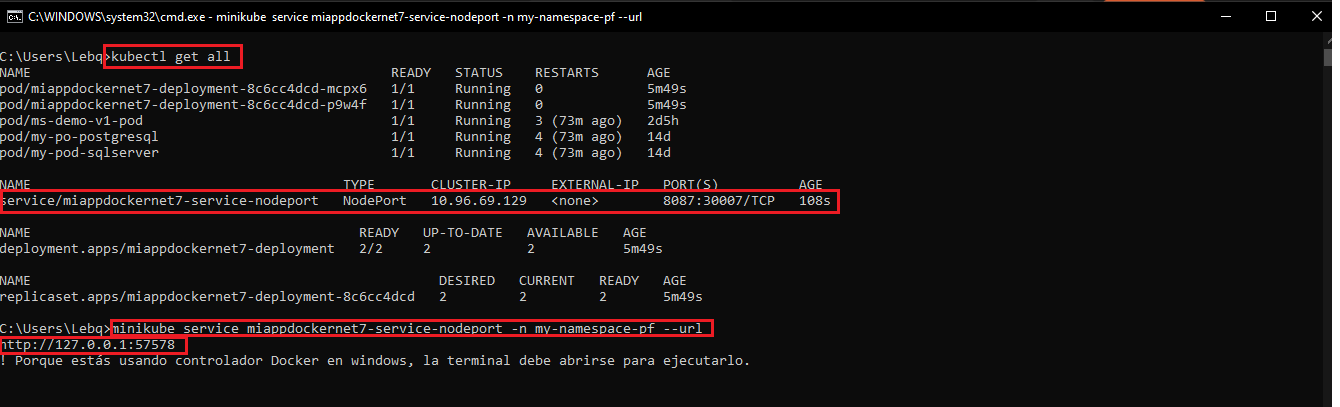 C:\WINDOWS\system32\cmd.exe - minikube service miappdockernet7-service-nodeport -n my-namespace-pf --url
C:\Users\Lebq>kubectl get all
NAME READY STATUS RESTARTS AGE
pod/miappdockernet7-deployment-8c6cc4dcd-mcpx6 1/1 Running 0 5m49s
pod/miappdockernet7-deployment-8c6cc4dcd-p9w4f 1/1 Running 0 5m49s
pod/ms-demo-v1-pod 1/1 Running 3 (73m ago) 2d5h
pod/my-po-postgresql 1/1 Running 4 (73m ago) 14d
pod/my-pod-sqlserver 1/1 Running 4 (73m ago) 14d
NAME TYPE CLUSTER-IP EXTERNAL-IP PORT(S) AGE
service/miappdockernet7-service-nodeport NodePort 10.96.69.129 <none> 8087:30007/TCP 108s
NAME READY UP-TO-DATE AVAILABLE AGE
deployment.apps/miappdockernet7-deployment 2/2 2 2 5m49s
NAME DESIRED CURRENT READY AGE
replicaset.apps/miappdockernet7-deployment-8c6cc4dcd 2 2 2 5m49s
C:\Users\Lebq>minikube service miappdockernet7-service-nodeport -n my-namespace-pf --url
http://127.0.0.1:57578
! Porque estás usando controlador Docker en windows, la terminal debe abrirse para ejecutarlo.